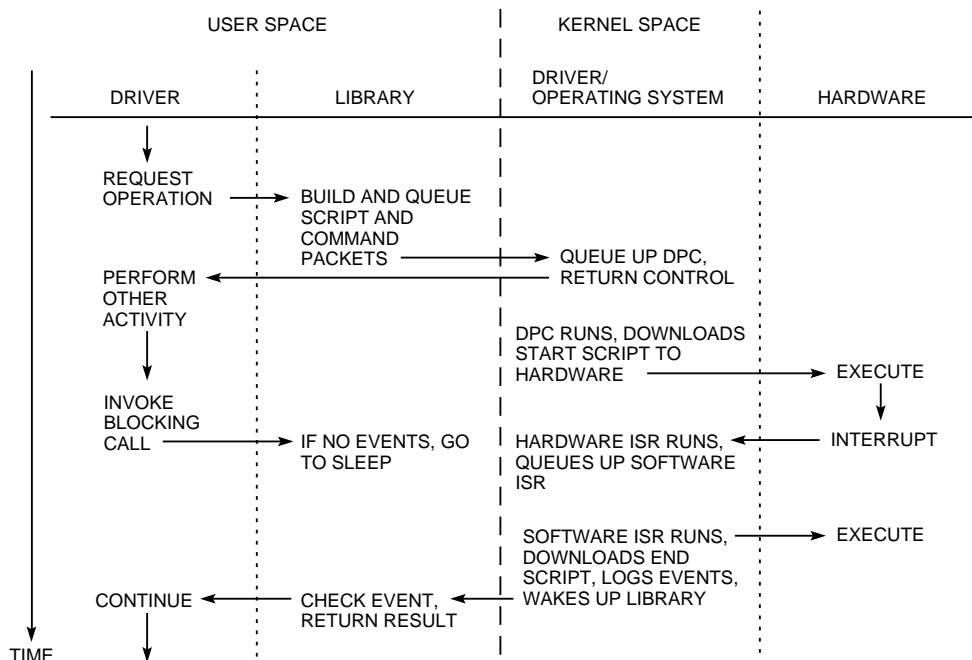 USER SPACE
KERNEL SPACE
DRIVER
LIBRARY
DRIVER/
OPERATING SYSTEM
HARDWARE
REQUEST
OPERATION
BUILD AND QUEUE
SCRIPT AND
COMMAND
PACKETS
QUEUE UP DPC,
RETURN CONTROL
PERFORM
OTHER
ACTIVITY
DPC RUNS, DOWNLOADS
START SCRIPT TO
HARDWARE
EXECUTE
INVOKE
BLOCKING
CALL
IF NO EVENTS, GO
TO SLEEP
HARDWARE ISR RUNS,
QUEUES UP SOFTWARE
ISR
INTERRUPT
SOFTWARE ISR RUNS,
DOWNLOADS END
SCRIPT, LOGS EVENTS,
WAKES UP LIBRARY
EXECUTE
CONTINUE
CHECK EVENT,
RETURN RESULT
TIME